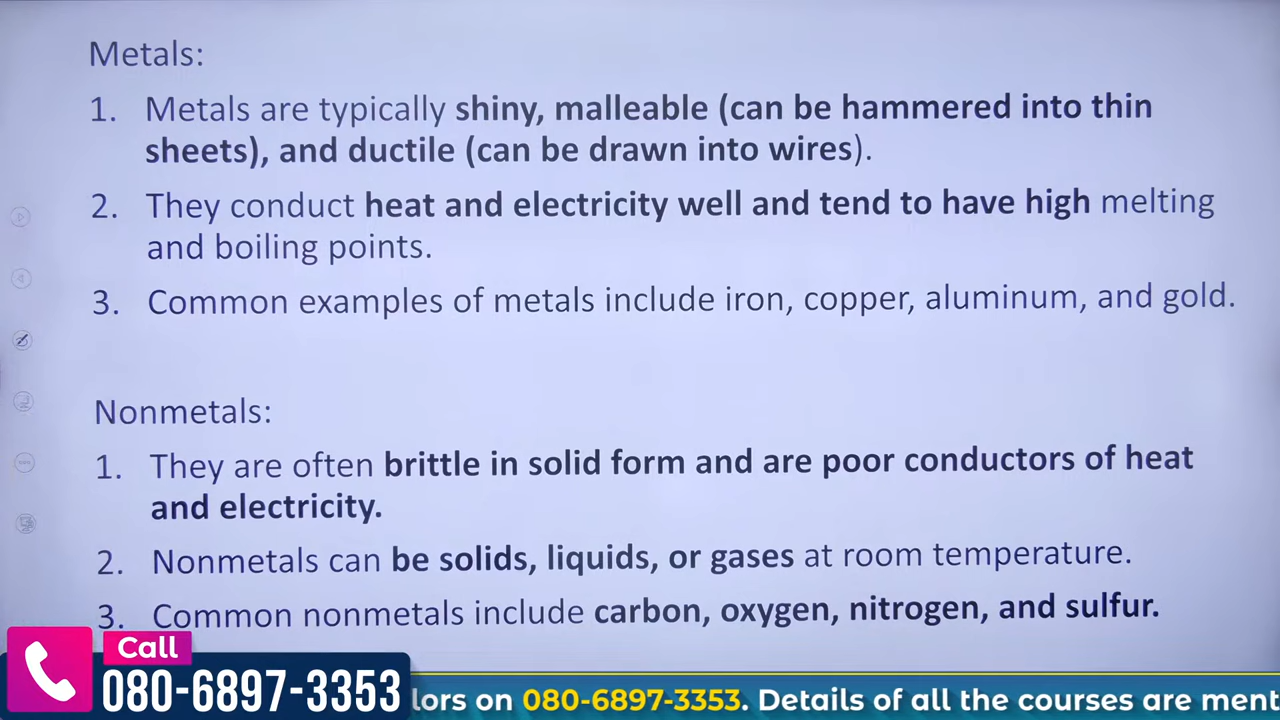 Metals:
1. Metals are typically shiny, malleable (can be hammered into thin
sheets), and ductile (can be drawn into wires).
2. They conduct heat and electricity well and tend to have high melting
and boiling points.
3. Common examples of metals include iron, copper, aluminum, and gold.
Nonmetals:
1. They are often brittle in solid form and are poor conductors of heat
and electricity.
2. Nonmetals can be solids, liquids, or gases at room temperature.
3. Common nonmetals include carbon, oxygen, nitrogen, and sulfur.
Call
080-6897-3353
lors on 080-6897-3353. Details of all the courses are ment